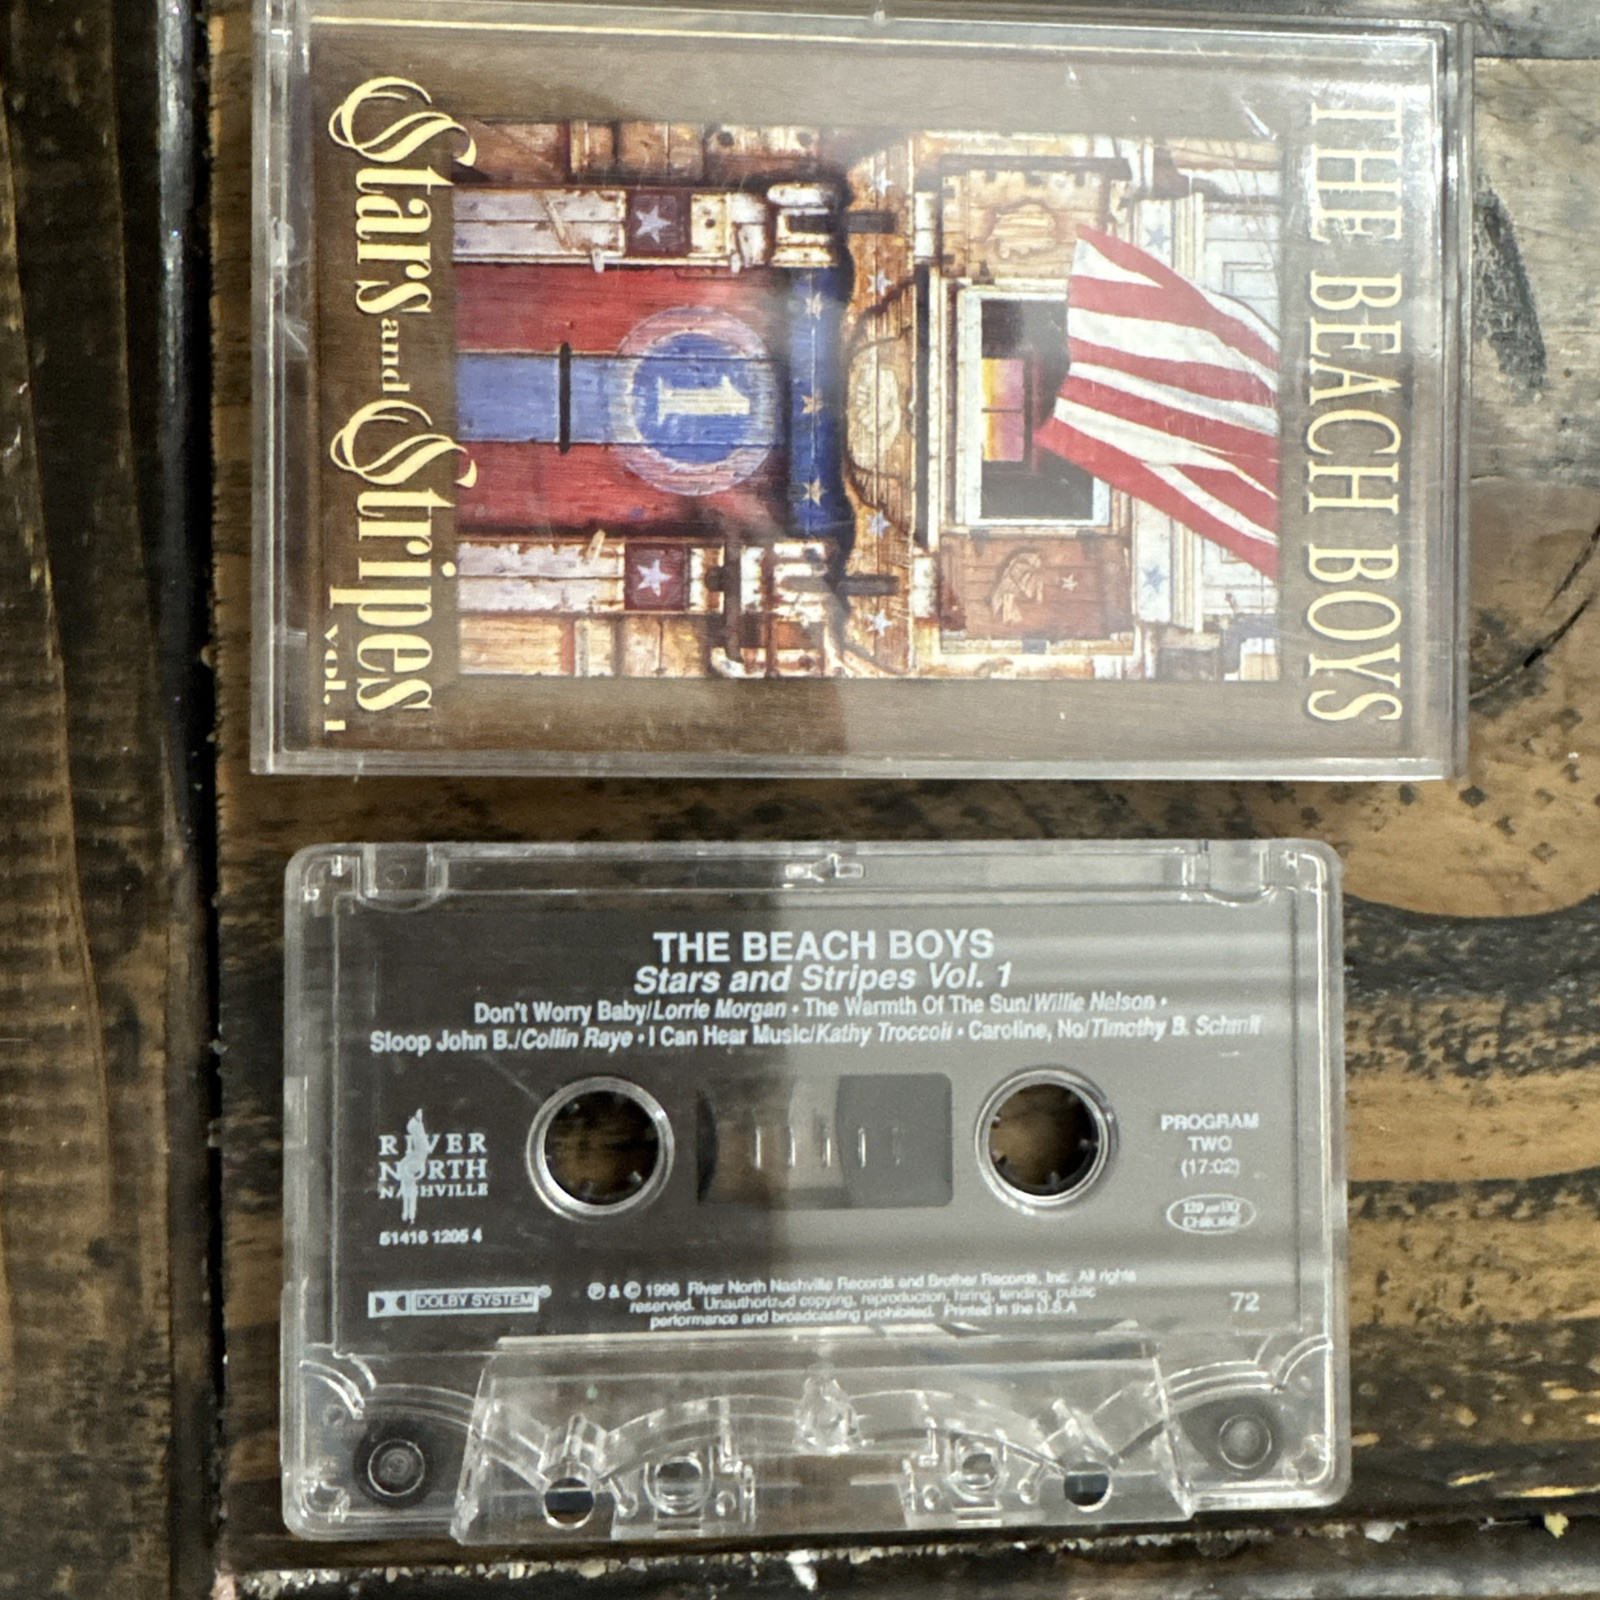 THE BEACH BOYS
Stars and Stripes
VOL. 1
1
THE BEACH BOYS
Stars and Stripes Vol. 1
Don't Worry Baby/Lorrie Morgan • The Warmth Of The Sun/Willie Nelson •
Sloop John B./Collin Raye • I Can Hear Music/Kathy Troccoli • Caroline, No/Timothy B. Schmit
RIVER
NORTH
NASHVILLE
51416 1205 4
PROGRAM
TWO
(17:02)
CHROME
DOLBY SYSTEM®
℗ & © 1996 River North Nashville Records and Brother Records, Inc. All rights
reserved. Unauthorized copying, reproduction, hiring, lending, public
performance and broadcasting prohibited. Printed in the U.S.A
72